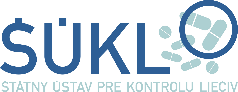 ŠÚKL
ŠTÁTNY ÚSTAV PRE KONTROLU LIEČIV